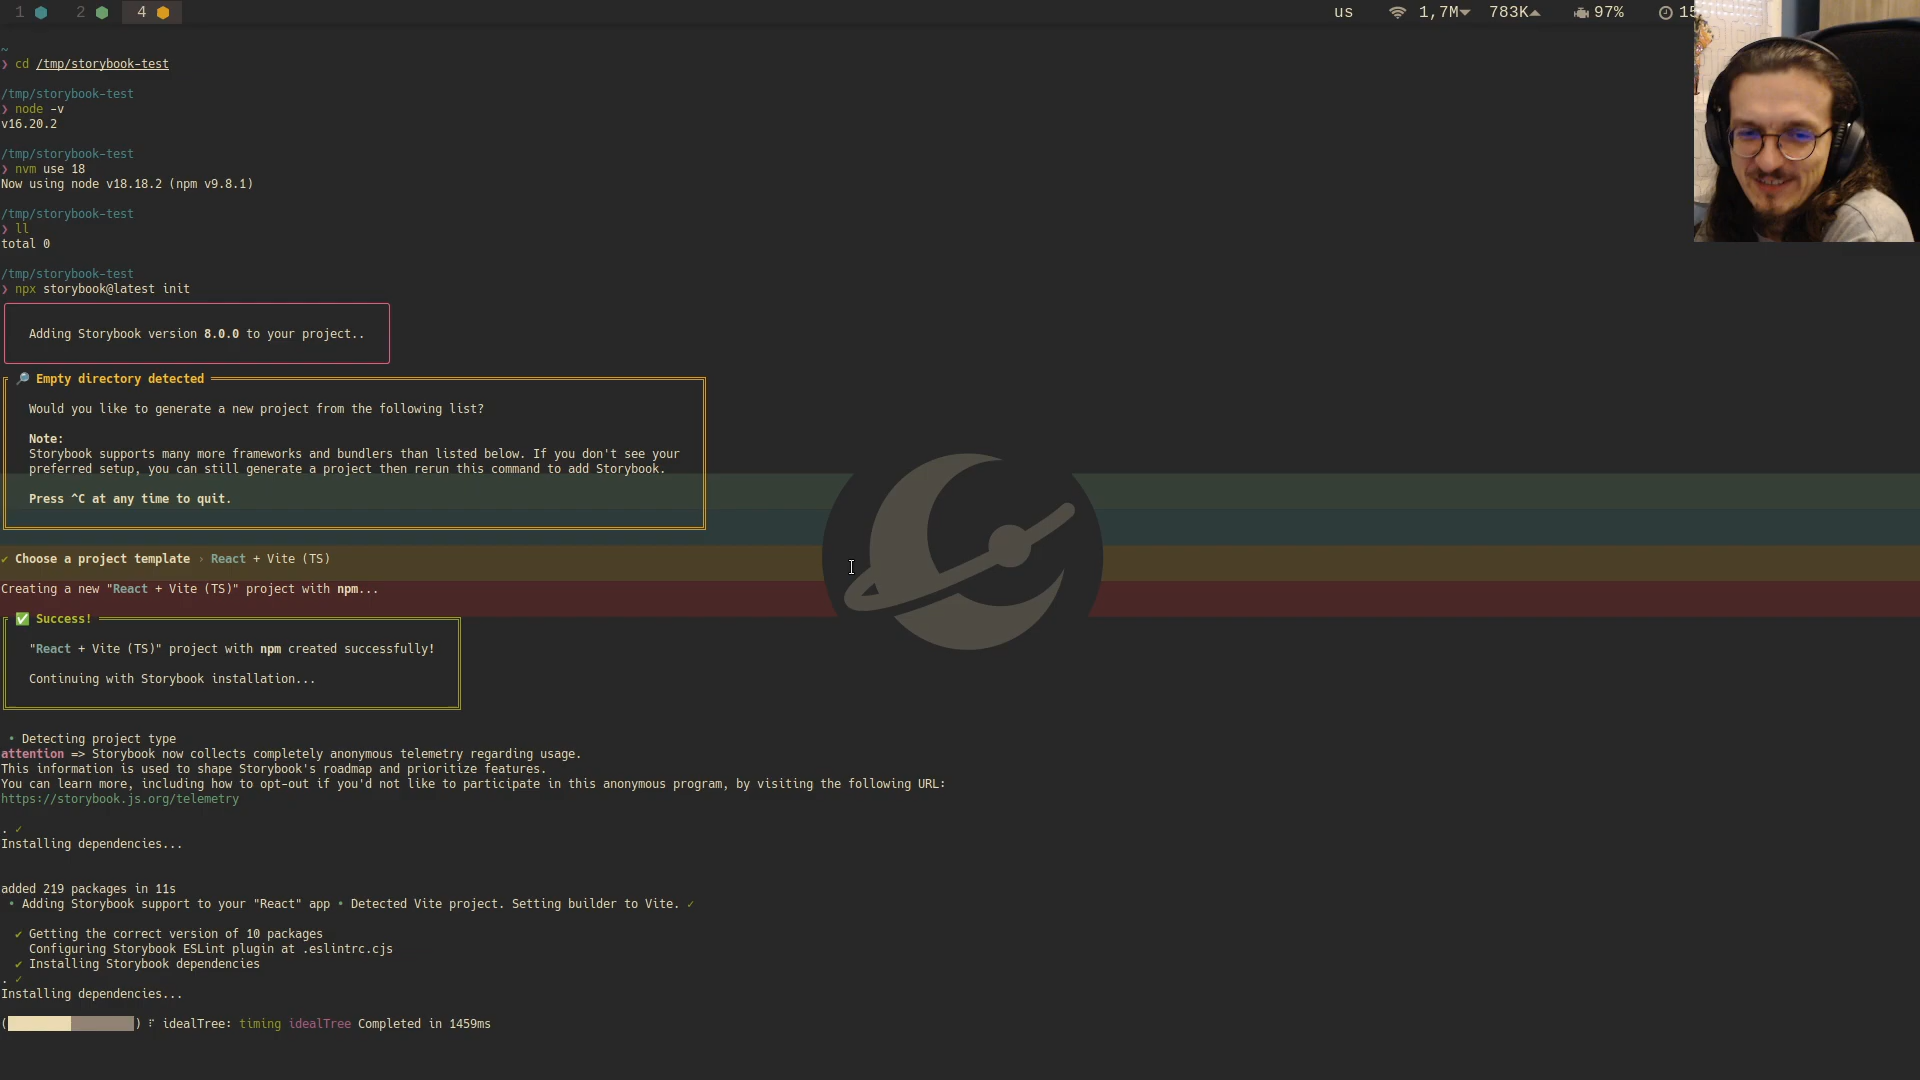 1 2 4 us 1,7M 783K 97% 15
~
❯ cd /tmp/storybook-test
/tmp/storybook-test
❯ node -v
v16.20.2
/tmp/storybook-test
❯ nvm use 18
Now using node v18.18.2 (npm v9.8.1)
/tmp/storybook-test
❯ ll
total 0
/tmp/storybook-test
❯ npx storybook@latest init
Adding Storybook version 8.0.0 to your project..
🔎 Empty directory detected
Would you like to generate a new project from the following list?
Note:
Storybook supports many more frameworks and bundlers than listed below. If you don't see your
preferred setup, you can still generate a project then rerun this command to add Storybook.
Press ^C at any time to quit.
✔ Choose a project template › React + Vite (TS)
Creating a new "React + Vite (TS)" project with npm...
✅ Success!
"React + Vite (TS)" project with npm created successfully!
Continuing with Storybook installation...
• Detecting project type
attention => Storybook now collects completely anonymous telemetry regarding usage.
This information is used to shape Storybook's roadmap and prioritize features.
You can learn more, including how to opt-out if you'd not like to participate in this anonymous program, by visiting the following URL:
https://storybook.js.org/telemetry
. ✓
Installing dependencies...
added 219 packages in 11s
• Adding Storybook support to your "React" app • Detected Vite project. Setting builder to Vite. ✓
✔ Getting the correct version of 10 packages
Configuring Storybook ESLint plugin at .eslintrc.cjs
✔ Installing Storybook dependencies
. ✓
Installing dependencies...
( ) ⠏ idealTree: timing idealTree Completed in 1459ms